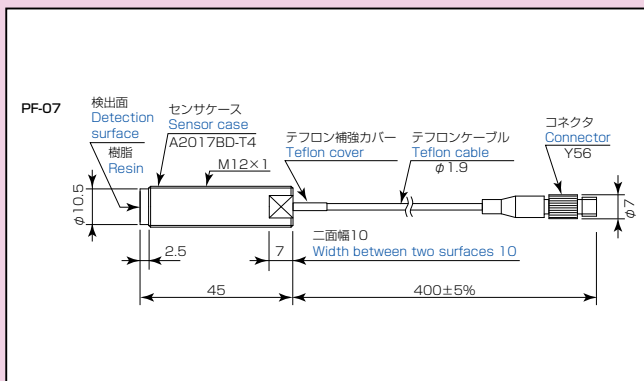 PF-07
検出面
Detection
surface
樹脂
Resin
センサケース
Sensor case
A2017BD-T4
M12×1
テフロン補強カバー
Teflon cover
テフロンケーブル
Teflon cable
φ1.9
コネクタ
Connector
Y56
φ10.5
φ7
2.5
7
二面幅10
Width between two surfaces 10
45
400±5%